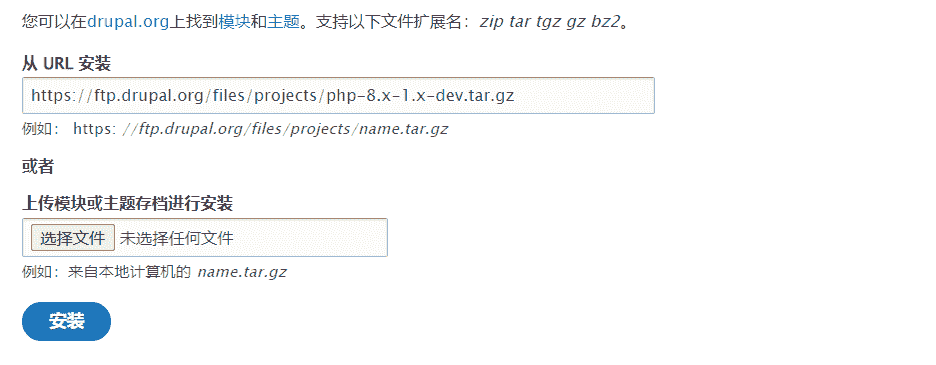 您可以在drupal.org上找到模块和主题。支持以下文件扩展名：zip tar tgz gz bz2。
从 URL 安装
https://ftp.drupal.org/files/projects/php-8.x-1.x-dev.tar.gz
例如： https: //ftp.drupal.org/files/projects/name.tar.gz
或者
上传模块或主题存档进行安装
选择文件 未选择任何文件
例如：来自本地计算机的 name.tar.gz
安装